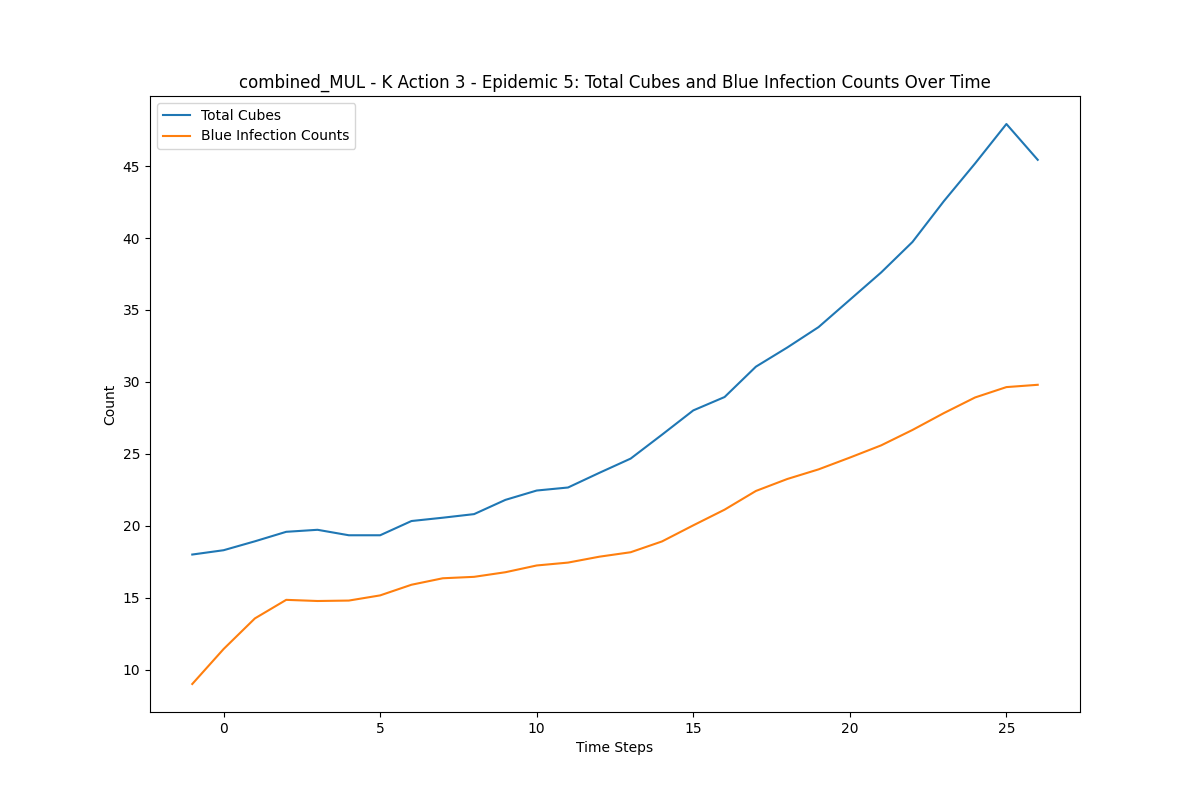 combined_MUL - K Action 3 - Epidemic 5: Total Cubes and Blue Infection Counts Over Time
Total Cubes
Blue Infection Counts
45
40
35
30
25
20
15
10
Count
0 5 10 15 20 25
Time Steps